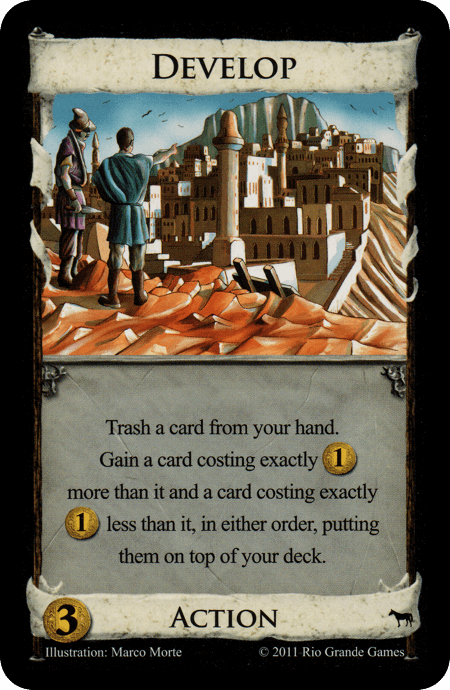 DEVELOP
Trash a card from your hand.
Gain a card costing exactly 1
more than it and a card costing exactly
1 less than it, in either order, putting
them on top of your deck.
3 ACTION
Illustration: Marco Morte © 2011 Rio Grande Games